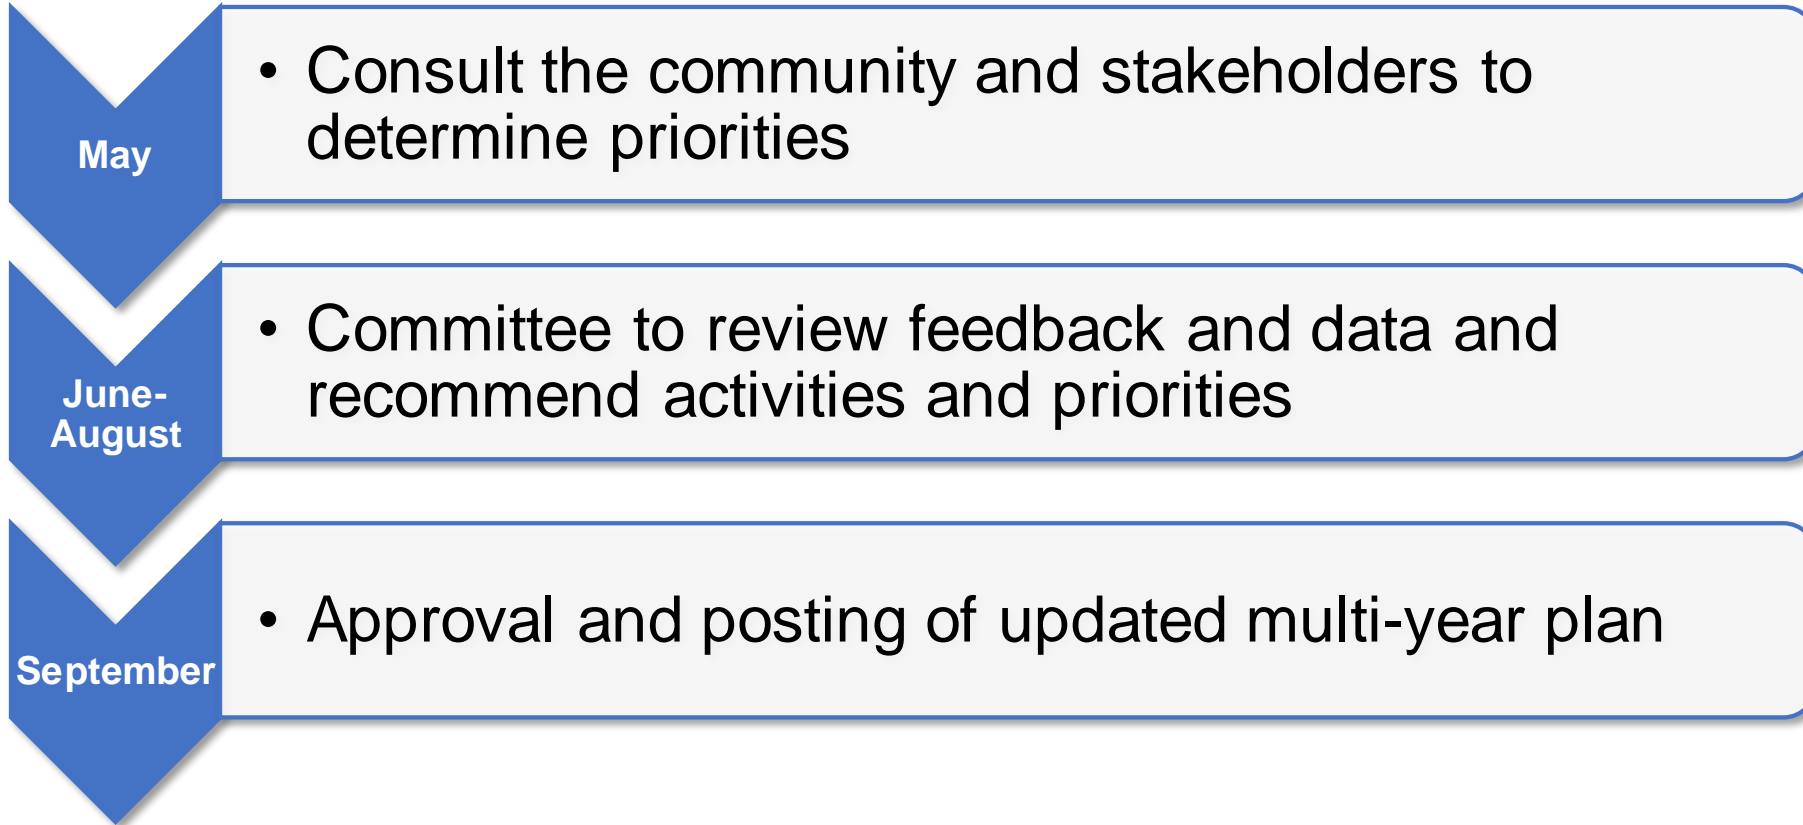 May
• Consult the community and stakeholders to
determine priorities
June-
August
• Committee to review feedback and data and
recommend activities and priorities
September
• Approval and posting of updated multi-year plan